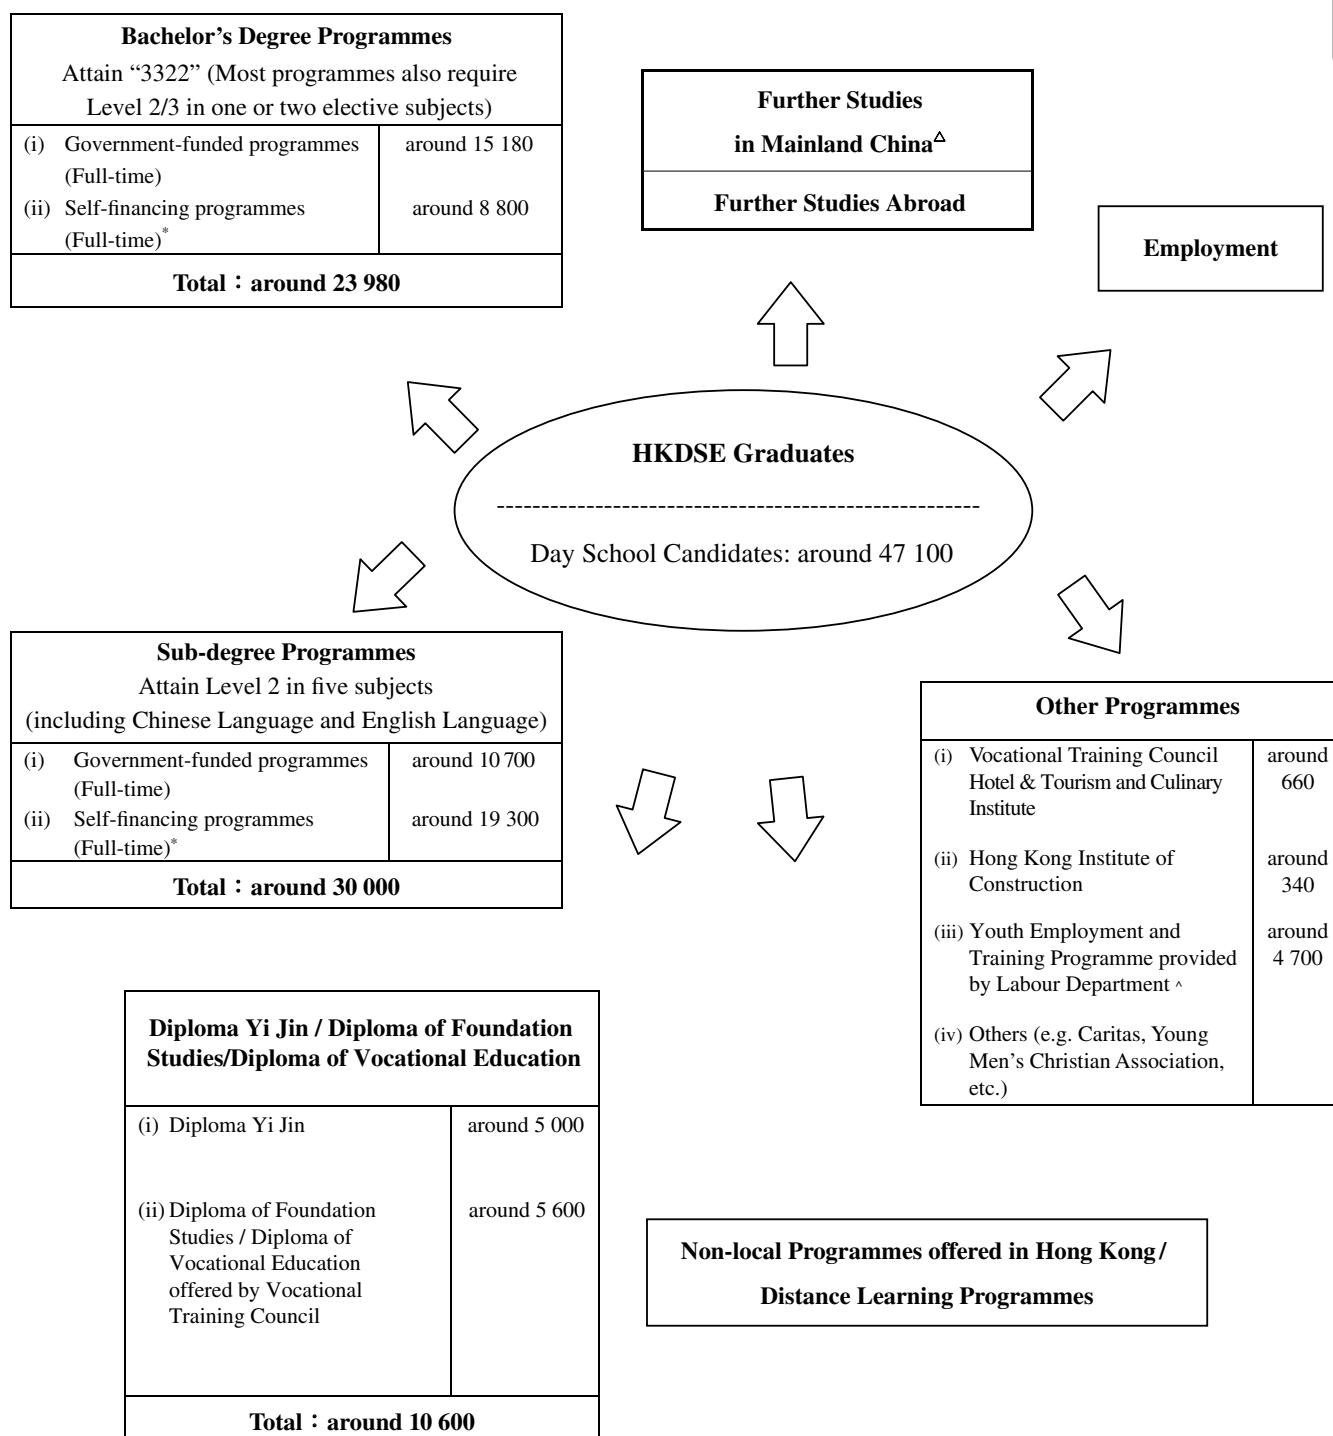 Bachelor’s Degree Programmes
Attain “3322” (Most programmes also require
Level 2/3 in one or two elective subjects)
(i) Government-funded programmes around 15 180
(Full-time)
(ii) Self-financing programmes around 8 800
(Full-time)*
Total：around 23 980
Further Studies
in Mainland China△
Further Studies Abroad
Employment
HKDSE Graduates
------------------------------------------------------
Day School Candidates: around 47 100
Sub-degree Programmes
Attain Level 2 in five subjects
(including Chinese Language and English Language)
(i) Government-funded programmes around 10 700
(Full-time)
(ii) Self-financing programmes around 19 300
(Full-time)*
Total：around 30 000
Other Programmes
(i) Vocational Training Council around
Hotel & Tourism and Culinary 660
Institute
(ii) Hong Kong Institute of around
Construction 340
(iii) Youth Employment and around
Training Programme provided 4 700
by Labour Department ^
(iv) Others (e.g. Caritas, Young
Men’s Christian Association,
etc.)
Diploma Yi Jin / Diploma of Foundation
Studies/Diploma of Vocational Education
(i) Diploma Yi Jin around 5 000
(ii) Diploma of Foundation around 5 600
Studies / Diploma of
Vocational Education
offered by Vocational
Training Council
Total：around 10 600
Non-local Programmes offered in Hong Kong /
Distance Learning Programmes